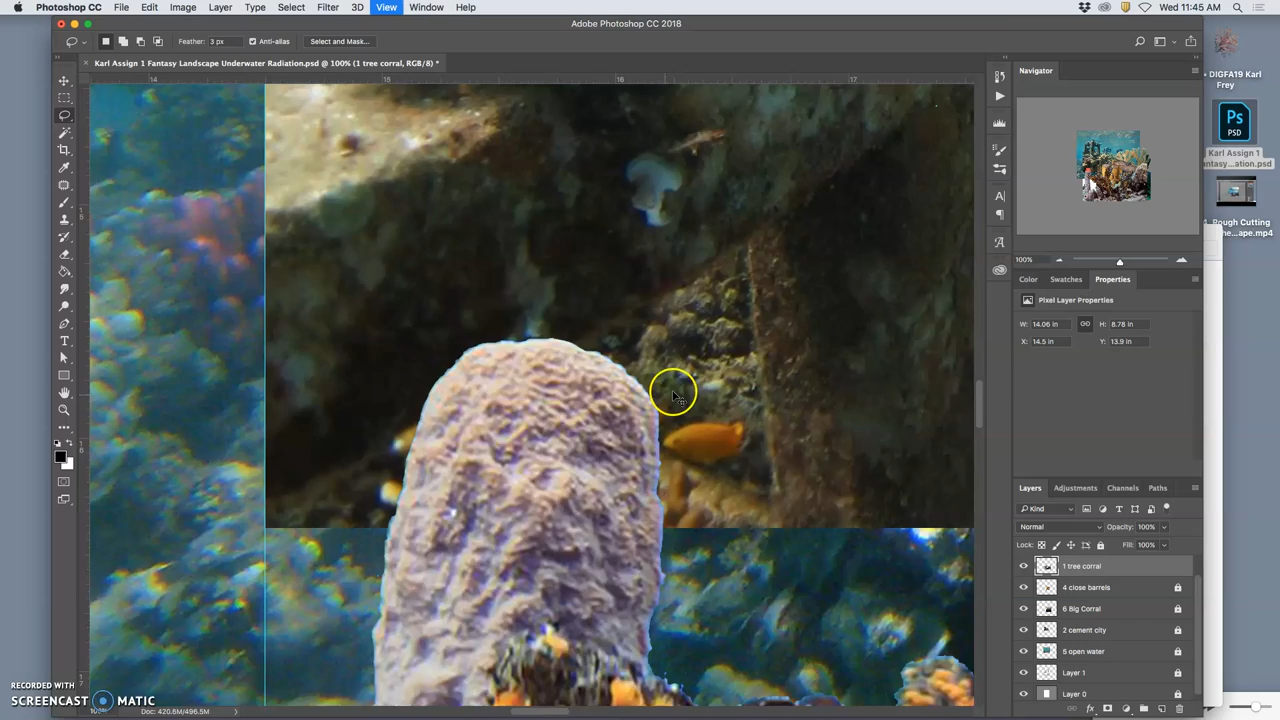 Photoshop CC File Edit Image Layer Type Select Filter 3D View Window Help Wed 11:45 AM
Adobe Photoshop CC 2018
Feather: 3 px Anti-alias Select and Mask...
× Karl Assign 1 Fantasy Landscape Underwater Radiation.psd @ 100% (1 tree corral, RGB/8) *
14 15 16 17
Navigator
100%
Color Swatches Properties
Pixel Layer Properties
W: 14.06 in H: 8.78 in
X: 14.5 in Y: 13.9 in
Layers Adjustments Channels Paths
Kind
Normal Opacity: 100%
Lock: Fill: 100%
1 tree corral
4 close barrels
6 Big Corral
2 cement city
5 open water
Layer 1
Layer 0
fx
Doc: 420.6M/496.5M
DIGFA19 Karl
Frey
Ps
PSD
Karl Assign 1
Fantasy...ation.psd
Rough Cutting
RECORDED WITH
SCREENCAST MATIC